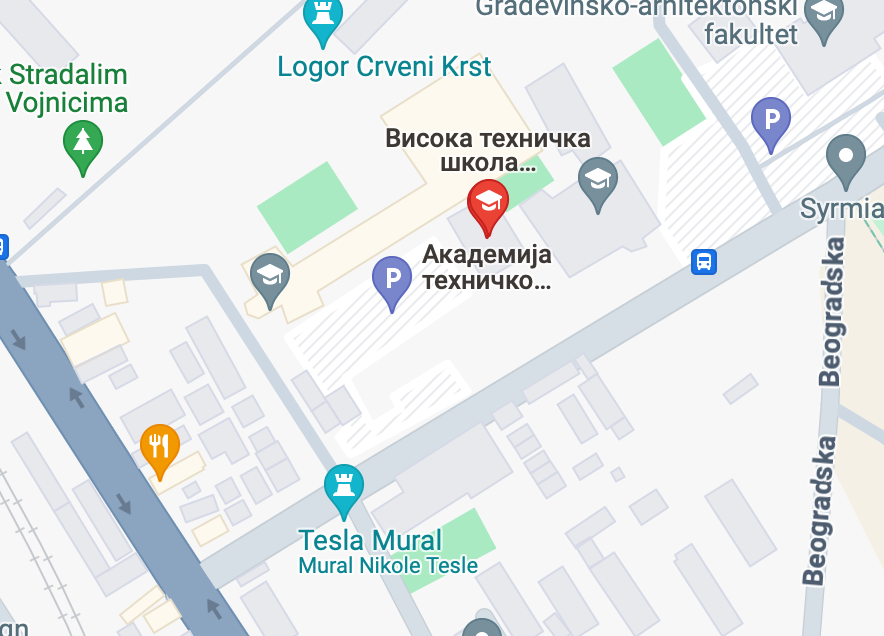 Građevinsko-arhitektonski
fakultet
Logor Crveni Krst
Stradalim
Vojnicima
P
Висока техничка
школа...
Syrmia
P
Академија
техничко...
Beogradska
Beogradska
Tesla Mural
Mural Nikole Tesle